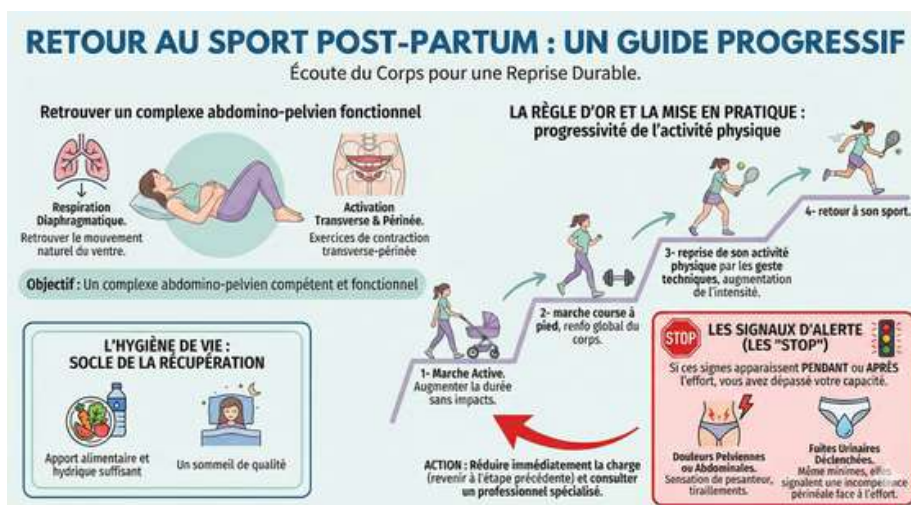 RETOUR AU SPORT POST-PARTUM : UN GUIDE PROGRESSIF
Écoute du Corps pour une Reprise Durable.
Retrouver un complexe abdomino-pelvien fonctionnel
Respiration
Diaphragmatique.
Retrouver le mouvement
naturel du ventre.
Activation
Transverse & Périnée.
Exercices de contraction
transverse-périnée
Objectif : Un complexe abdomino-pelvien compétent et fonctionnel
L'HYGIÈNE DE VIE :
SOCLE DE LA RÉCUPÉRATION
Apport alimentaire et
hydrique suffisant
Un sommeil de qualité
LA RÈGLE D'OR ET LA MISE EN PRATIQUE :
progressivité de l'activité physique
1- Marche Active.
Augmenter la durée
sans impacts.
2- marche course à
pied, renfo global du
corps.
3- reprise de son activité
physique par les geste
techniques, augmentation
de l'intensité.
4- retour à son sport.
STOP
LES SIGNAUX D'ALERTE
(LES "STOP")
Si ces signes apparaissent PENDANT ou APRÈS
l'effort, vous avez dépassé votre capacité.
Douleurs Pelviennes
ou Abdominales.
Sensation de pesanteur,
tiraillements.
Fuites Urinaires
Déclenchées.
Même minimes, elles
signalent une incompétence
périnéale face à l'effort.
ACTION : Réduire immédiatement la charge
(revenir à l'étape précédente) et consulter
un professionnel spécialisé.